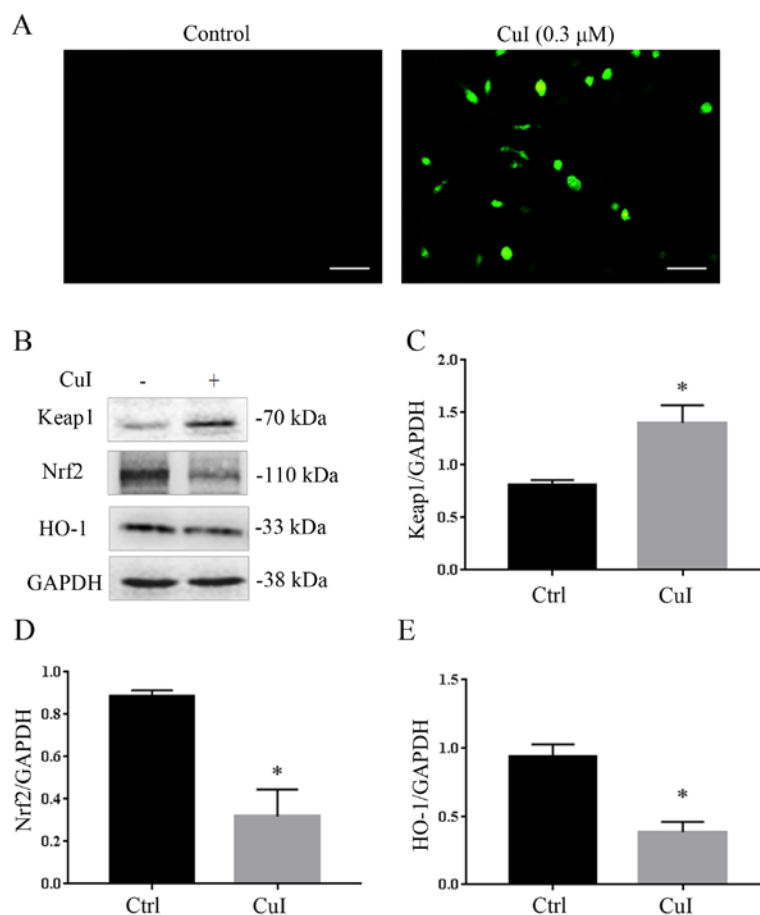 A
Control
CuI (0.3 μM)
B
CuI - +
Keap1 -70 kDa
Nrf2 -110 kDa
HO-1 -33 kDa
GAPDH -38 kDa
C
Keap1/GAPDH
2.0
1.5
1.0
0.5
0.0
*
Ctrl CuI
D
Nrf2/GAPDH
1.0
0.8
0.6
0.4
0.2
0.0
*
Ctrl CuI
E
HO-1/GAPDH
1.5
1.0
0.5
0.0
*
Ctrl CuI